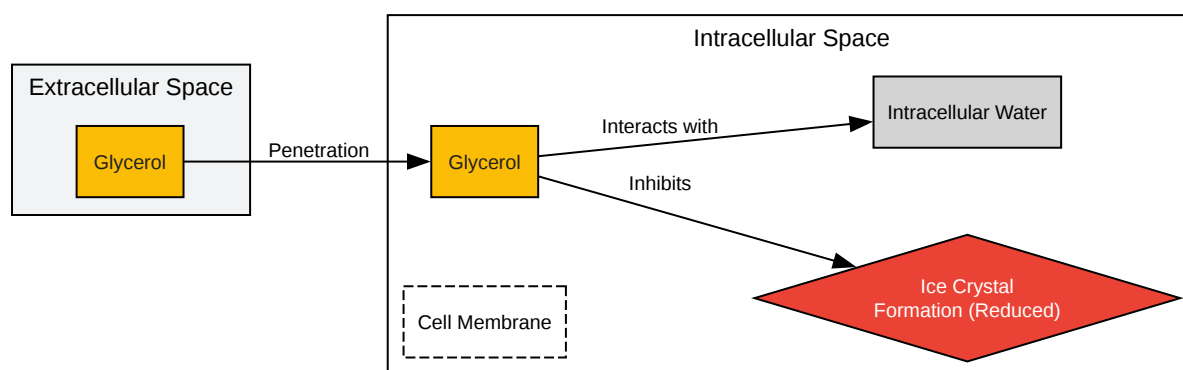 Intracellular Space
Extracellular Space
Glycerol
Penetration
Glycerol
Interacts with
Intracellular Water
Inhibits
Ice Crystal
Formation (Reduced)
Cell Membrane